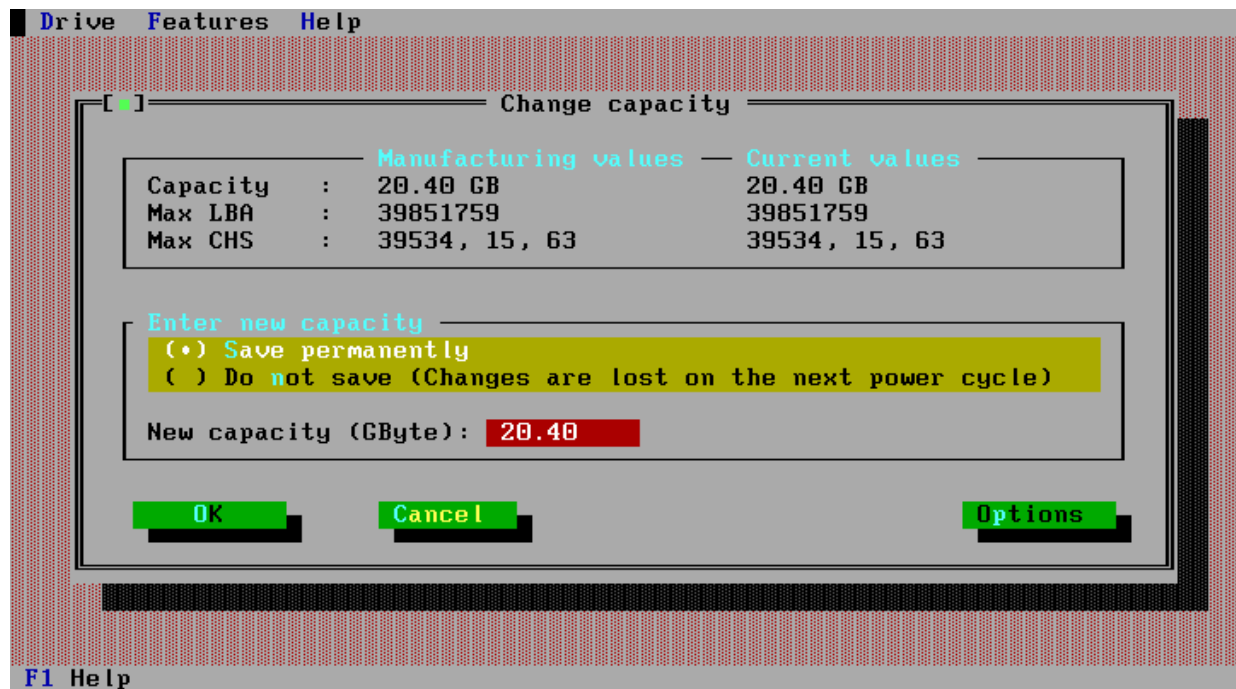 Drive Features Help
[▪] Change capacity
Manufacturing values Current values
Capacity : 20.40 GB 20.40 GB
Max LBA : 39851759 39851759
Max CHS : 39534, 15, 63 39534, 15, 63
Enter new capacity
(•) Save permanently
( ) Do not save (Changes are lost on the next power cycle)
New capacity (GByte): 20.40
OK Cancel Options
F1 Help